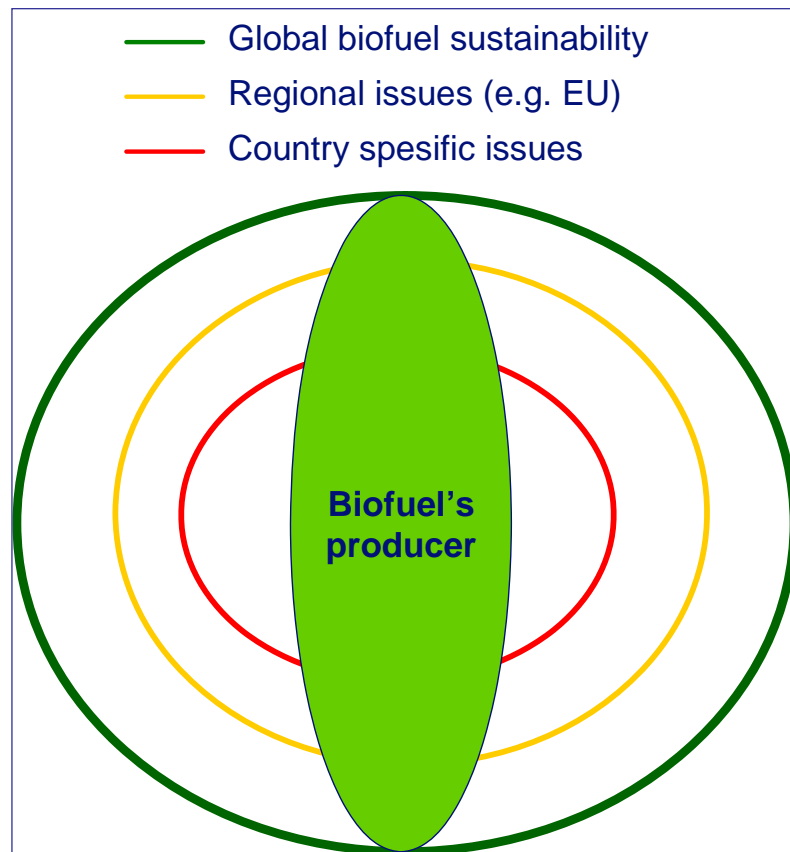 Global biofuel sustainability
Regional issues (e.g. EU)
Country spesific issues
Biofuel’s
producer